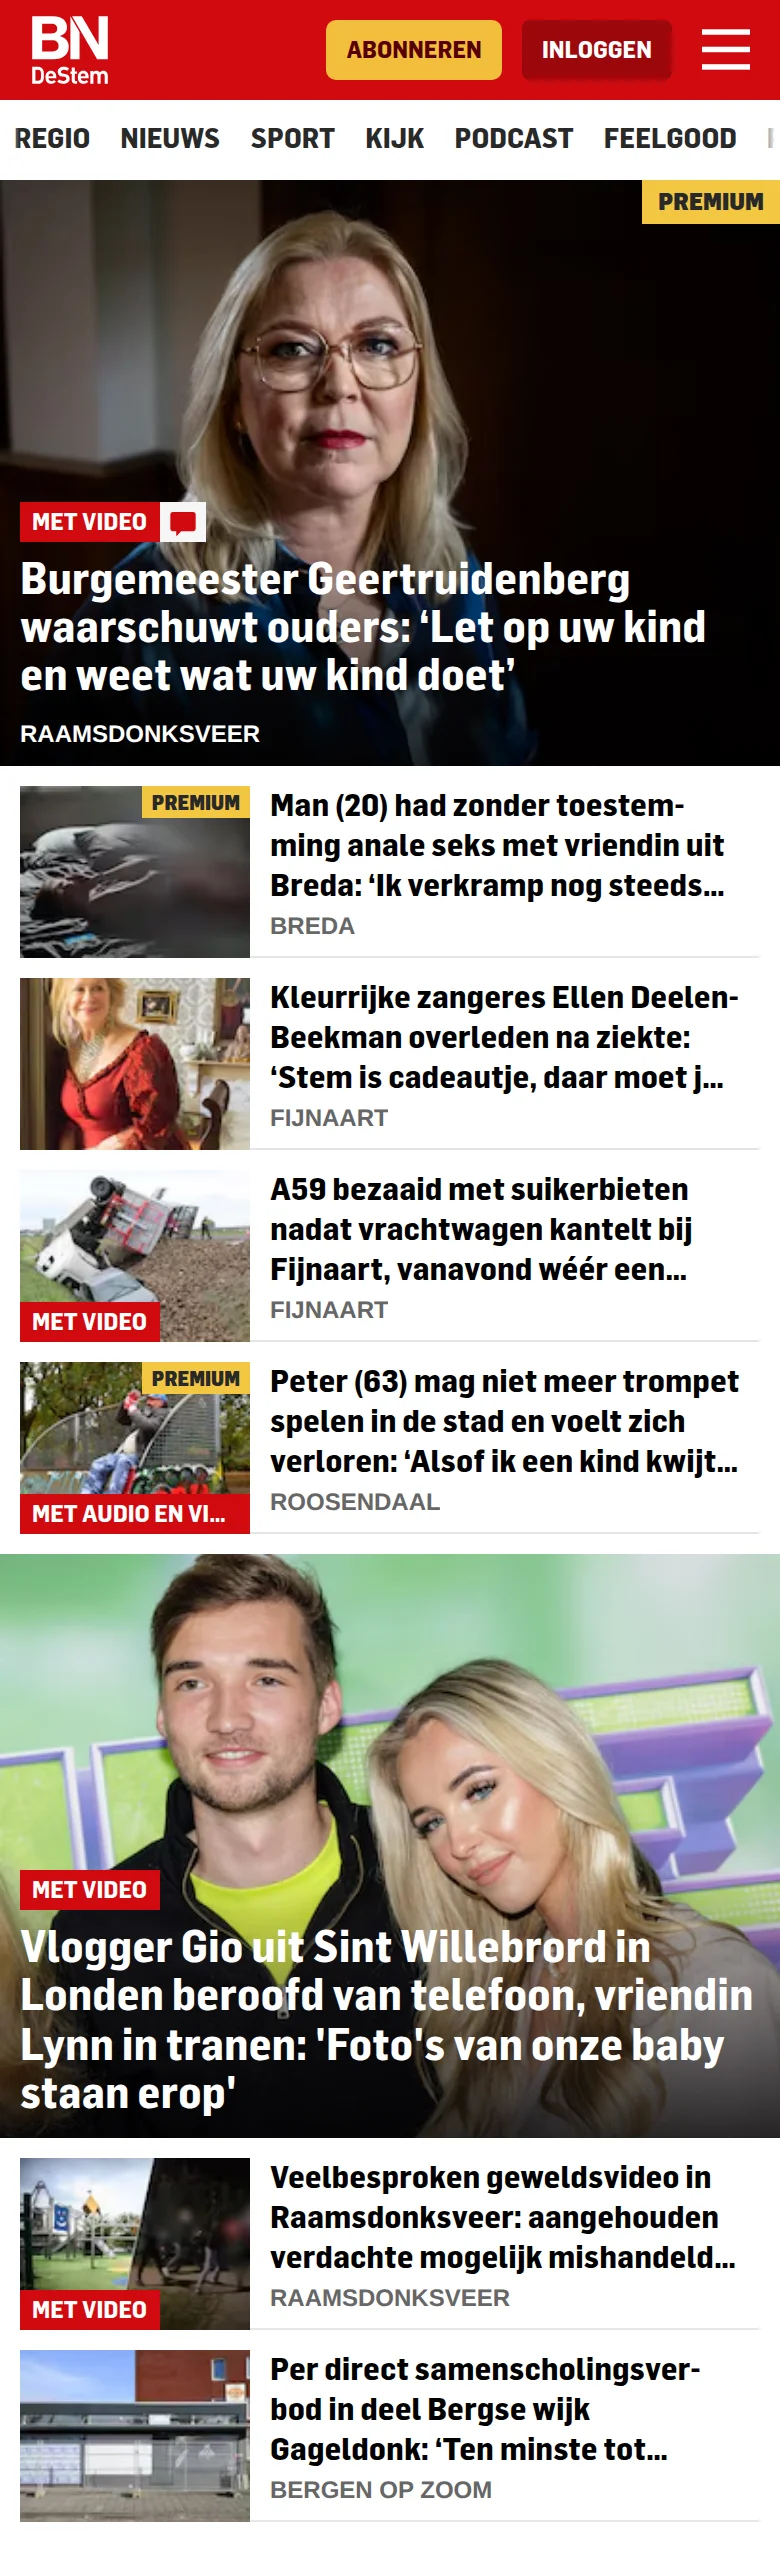 BN
DeStem
ABONNEREN
INLOGGEN
REGIO NIEUWS SPORT KIJK PODCAST FEELGOOD
PREMIUM
MET VIDEO
Burgemeester Geertruidenberg
waarschuwt ouders: ‘Let op uw kind
en weet wat uw kind doet’
RAAMSDONKSVEER
PREMIUM
Man (20) had zonder toestem-
ming anale seks met vriendin uit
Breda: ‘Ik verkramp nog steeds...
BREDA
Kleurrijke zangeres Ellen Deelen-
Beekman overleden na ziekte:
‘Stem is cadeautje, daar moet j...
FIJNAART
A59 bezaaid met suikerbieten
nadat vrachtwagen kantelt bij
Fijnaart, vanavond wéér een...
FIJNAART
MET VIDEO
PREMIUM
MET AUDIO EN VI...
Peter (63) mag niet meer trompet
spelen in de stad en voelt zich
verloren: ‘Alsof ik een kind kwijt...
ROOSENDAAL
MET VIDEO
Vlogger Gio uit Sint Willebrord in
Londen beroofd van telefoon, vriendin
Lynn in tranen: 'Foto's van onze baby
staan erop'
MET VIDEO
Veelbesproken geweldsvideo in
Raamsdonksveer: aangehouden
verdachte mogelijk mishandeld...
RAAMSDONKSVEER
Per direct samenscholingsver-
bod in deel Bergse wijk
Gageldonk: ‘Ten minste tot...
BERGEN OP ZOOM